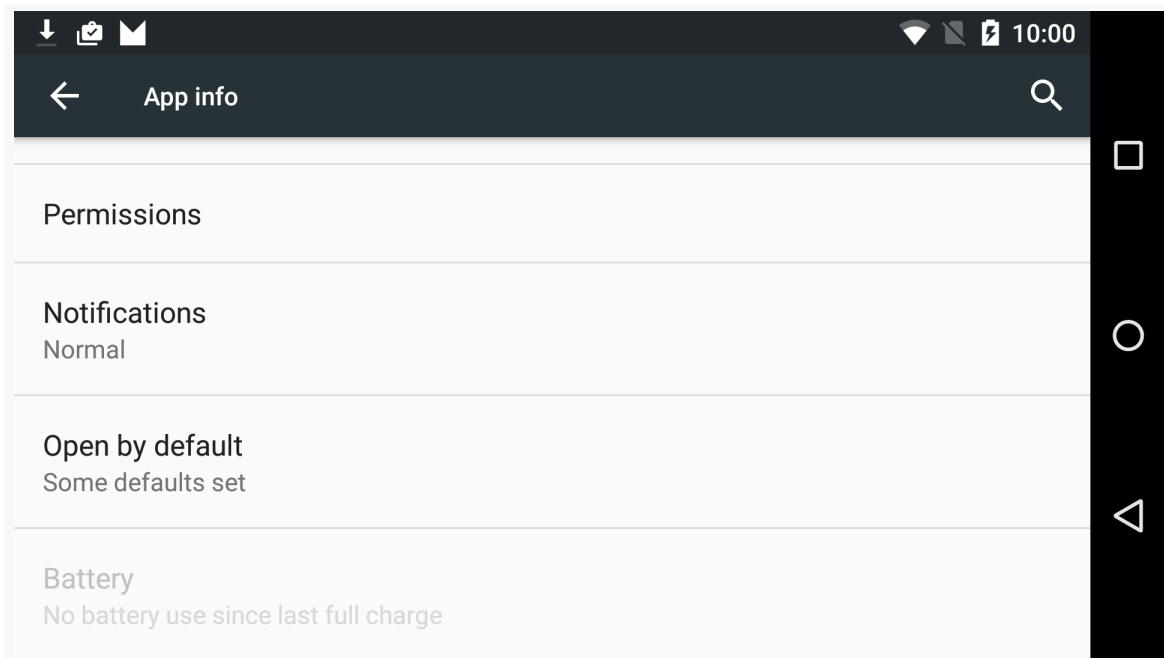 10:00
App info
Permissions
Notifications
Normal
Open by default
Some defaults set
Battery
No battery use since last full charge